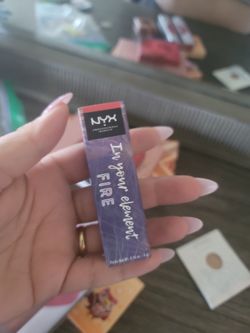 NYX
PROFESSIONAL MAKEUP
In your element
FIRE